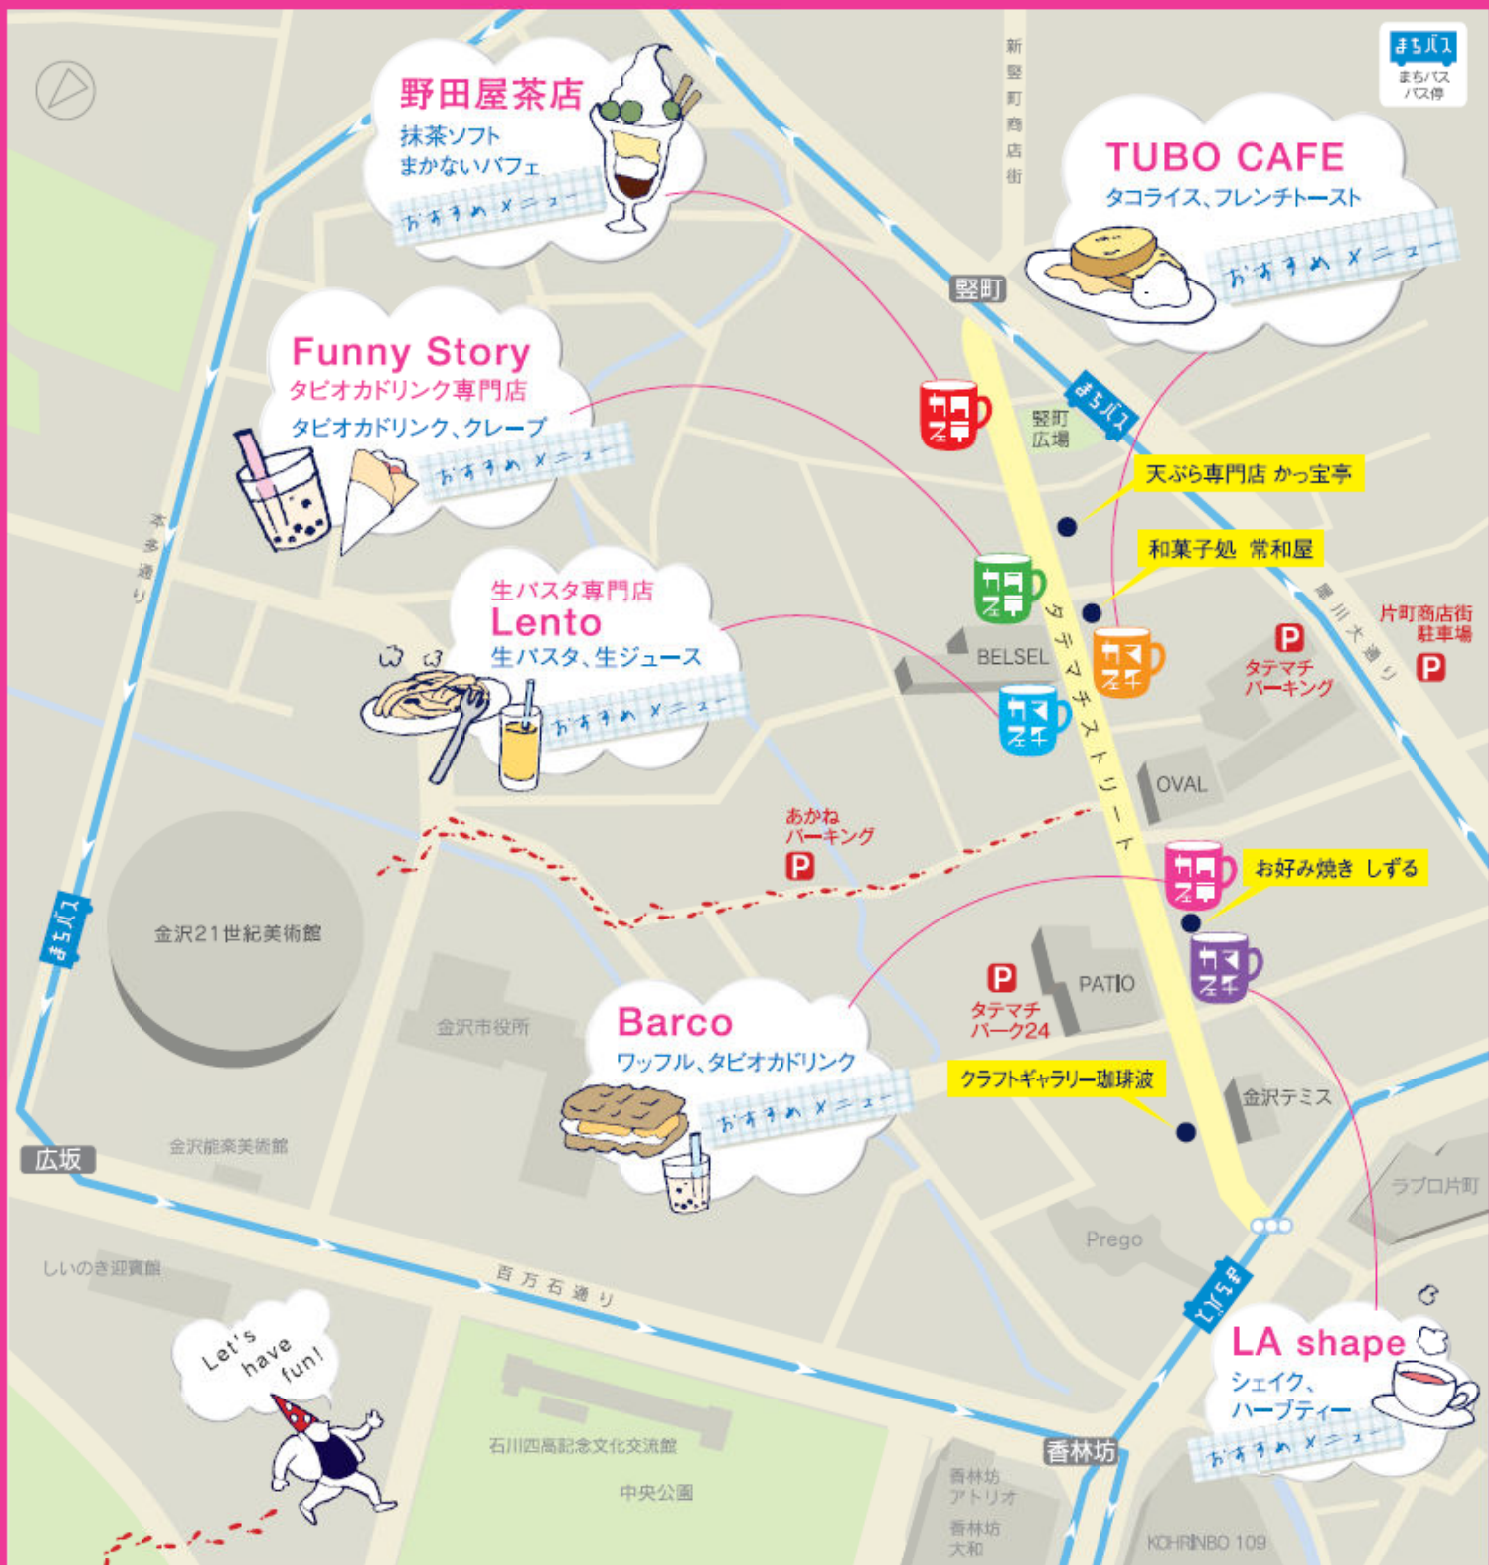 まちバス
まちバス
バス停
新竪町商店街
野田屋茶店
抹茶ソフト
まかないパフェ
おすすめメニュー
TUBO CAFE
タコライス、フレンチトースト
おすすめメニュー
竪町
Funny Story
タピオカドリンク専門店
タピオカドリンク、クレープ
おすすめメニュー
まちバス
カタ
フェ
竪町
広場
天ぷら専門店 かっ宝亭
和菓子処 常和屋
本多通り
生パスタ専門店
Lento
生パスタ、生ジュース
おすすめメニュー
BELSEL
タテマチストリート
犀川大通り
タテマチ
パーキング
P
片町商店街
駐車場
P
OVAL
あかね
パーキング
P
お好み焼き しずる
まちバス
金沢21世紀美術館
金沢市役所
Barco
ワッフル、タピオカドリンク
おすすめメニュー
P
タテマチ
パーク24
PATIO
クラフトギャラリー珈琲波
金沢テミス
広坂
金沢能楽美術館
ラブロ片町
Prego
しいのき迎賓館
百万石通り
まちバス
Let's
have
fun!
LA shape
シェイク、
ハーブティー
おすすめメニュー
石川四高記念文化交流館
中央公園
香林坊
香林坊
アトリオ
香林坊
大和
KOHRINBO 109